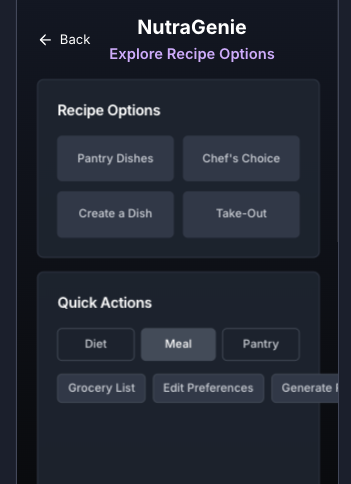 NutraGenie
← Back
Explore Recipe Options
Recipe Options
Pantry Dishes Chef's Choice
Create a Dish Take-Out
Quick Actions
Diet Meal Pantry
Grocery List Edit Preferences Generate